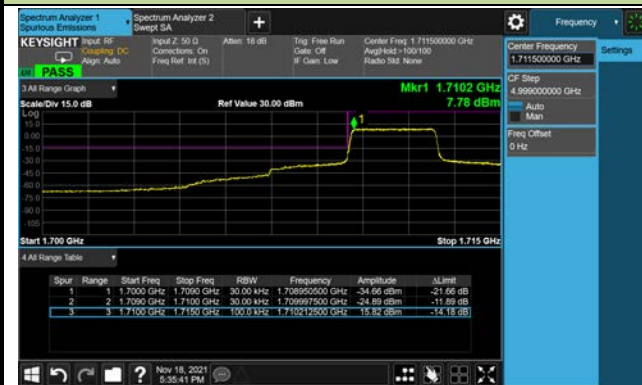 Spectrum Analyzer 1
Spurious Emissions
Spectrum Analyzer 2
Swept SA
+
Frequency
KEYSIGHT
Input: RF
Coupling: DC
Align: Auto
Input Z: 50 Ω
Corrections: On
Freq Ref: Int (S)
Atten: 18 dB
Trig: Free Run
Gate: Off
IF Gain: Low
Center Freq: 1.711500000 GHz
Avg|Hold:>100/100
Radio Std: None
PASS
3 All Range Graph
Mkr1 1.7102 GHz
Scale/Div 15.0 dB
Ref Value 30.00 dBm
7.78 dBm
Log
15.0
0.00
-15.0
-30.0
-45.0
-60.0
-75.0
-90.0
-105
1
Start 1.700 GHz
Stop 1.715 GHz
4 All Range Table
Spur Range Start Freq Stop Freq RBW Frequency Amplitude ΔLimit
1 1 1.7000 GHz 1.7090 GHz 30.00 kHz 1.708950500 GHz -34.66 dBm -21.66 dB
2 2 1.7090 GHz 1.7100 GHz 30.00 kHz 1.709997500 GHz -24.89 dBm -11.89 dB
3 3 1.7100 GHz 1.7150 GHz 100.0 kHz 1.710212500 GHz 15.82 dBm -14.18 dB
Center Frequency
1.711500000 GHz
Settings
CF Step
4.999000000 GHz
Auto
Man
Freq Offset
0 Hz
?
Nov 18, 2021
5:35:41 PM